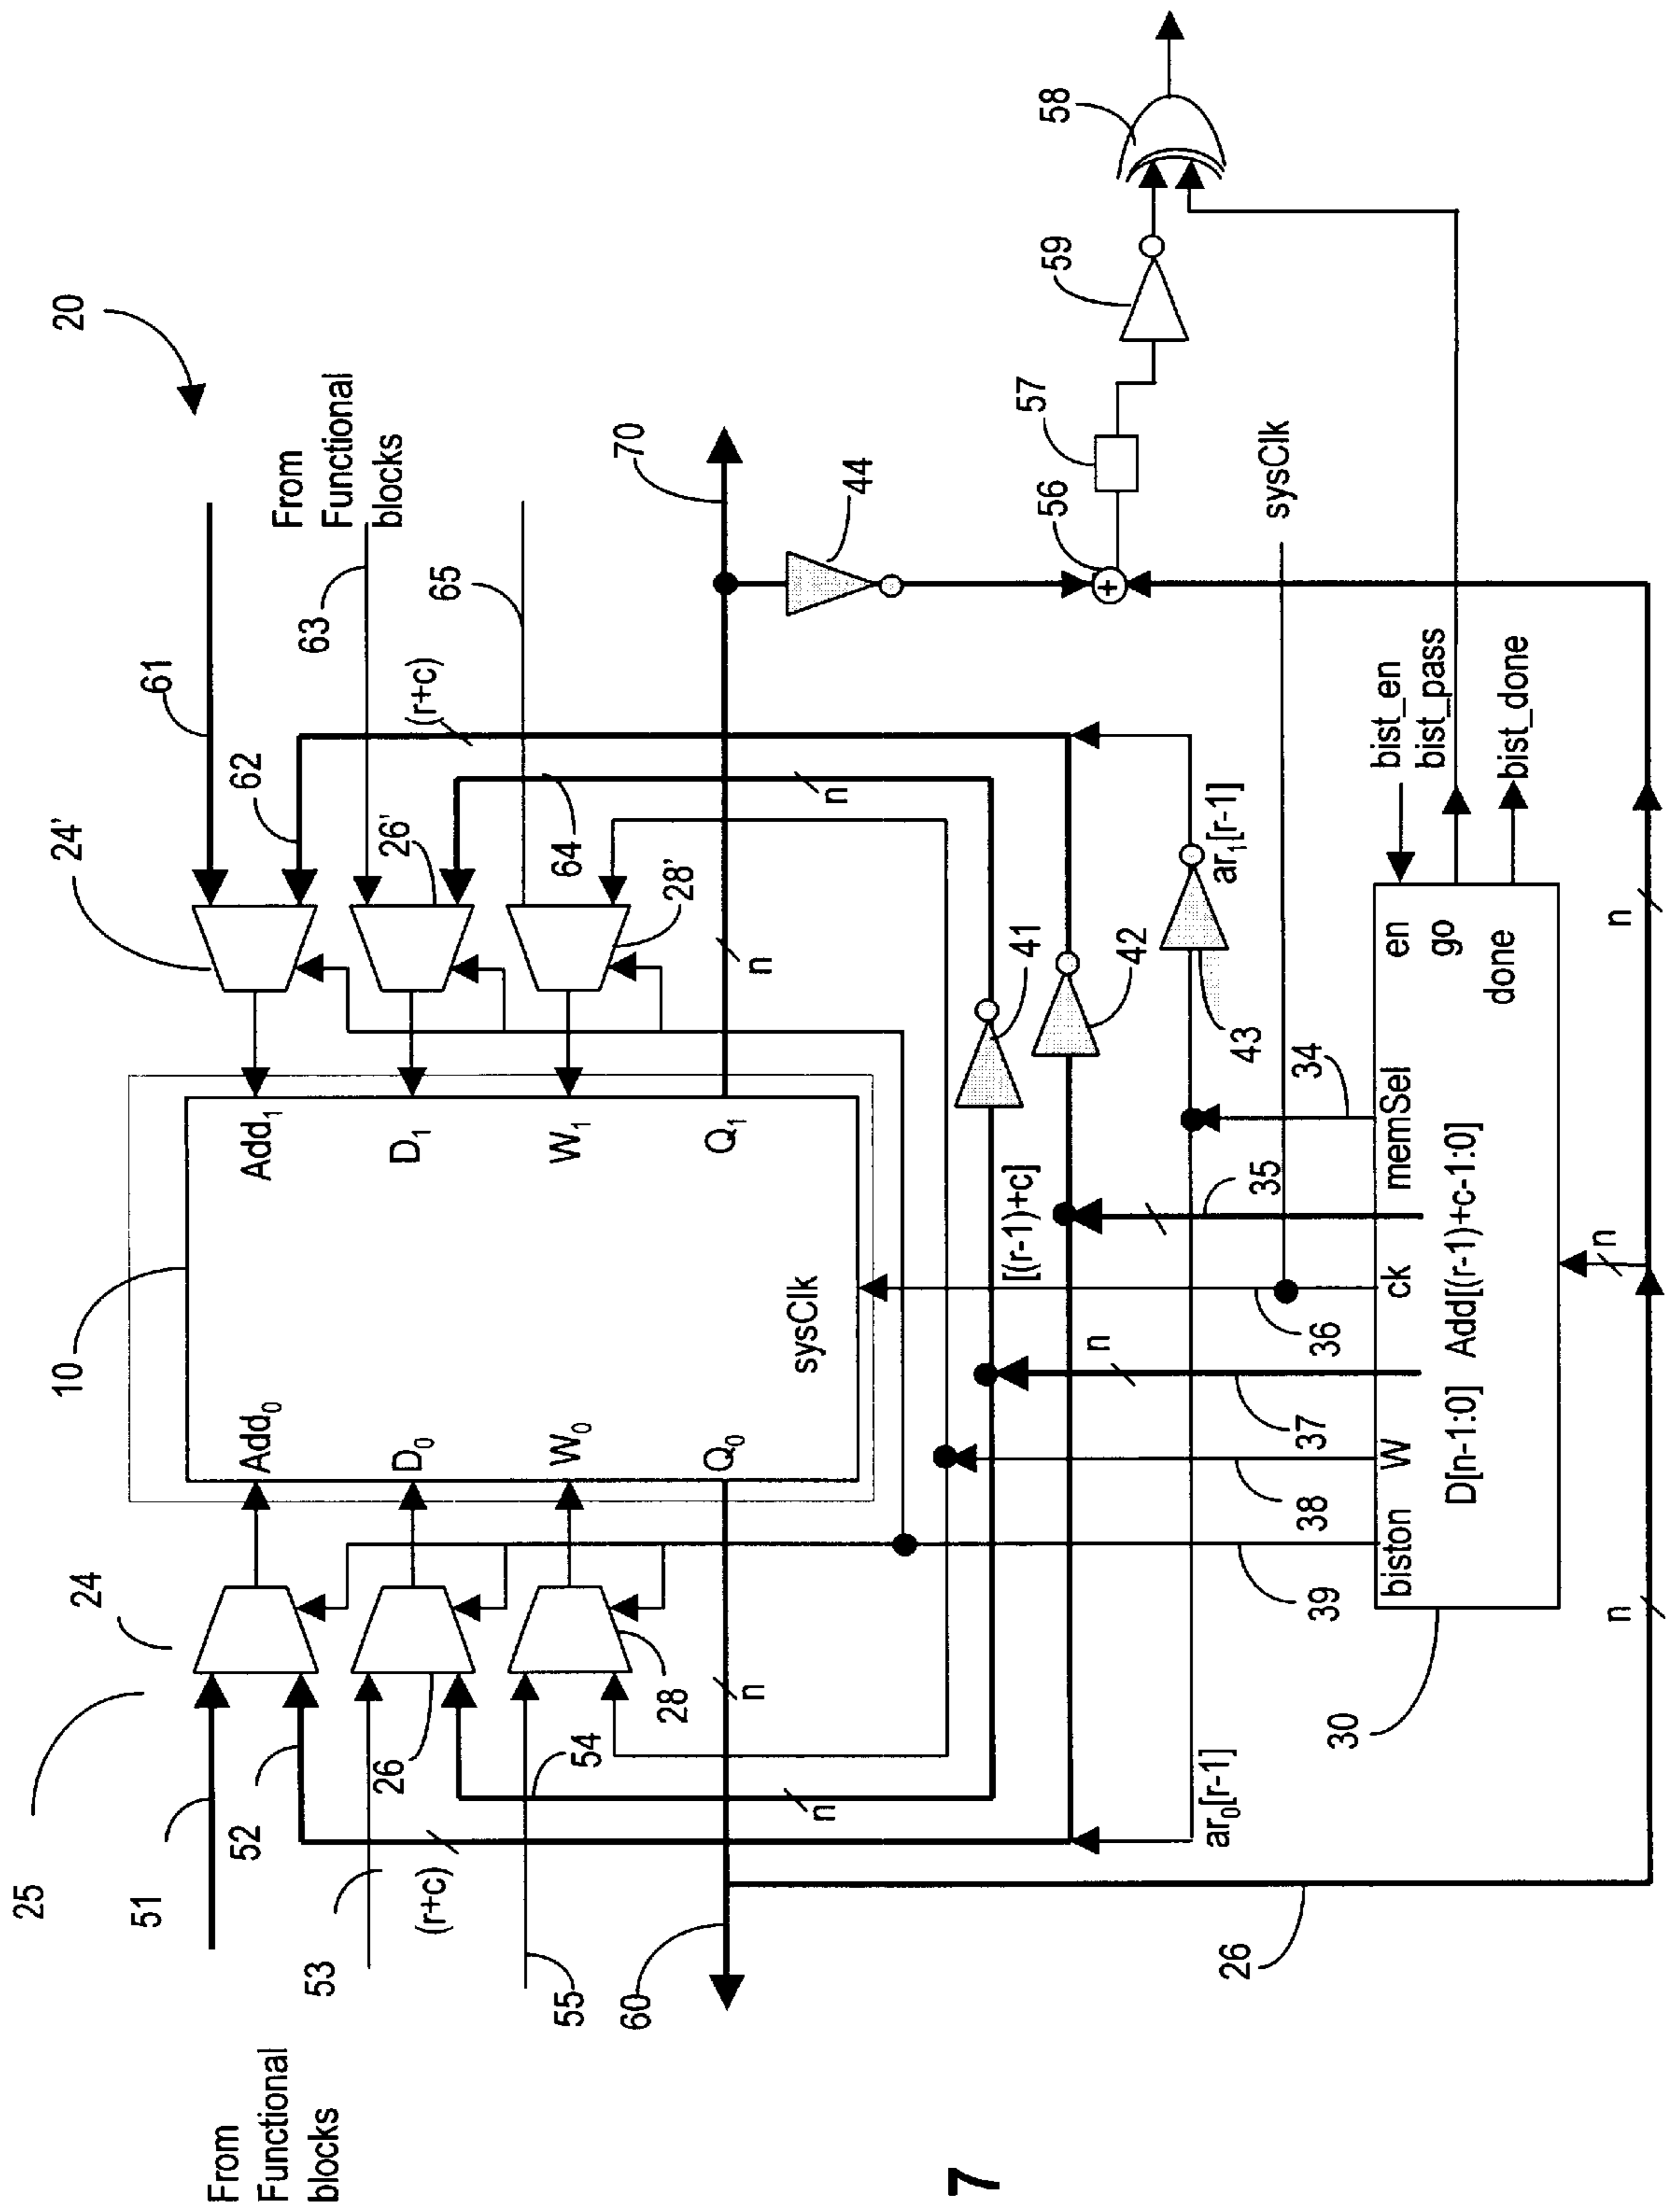 20
25
24
10
24'
61
51
52
62
From
Functional
blocks
63
53
26
26'
(r+c)
(r+c)
65
55
54
28
64
28'
70
60
n
n
n
n
Add₀
D₀
W₀
Q₀
Add₁
D₁
W₁
Q₁
sysClk
From
Functional
blocks
44
56
57
59
58
41
42
43
[(r-1)+c]
ar₀[r-1]
ar₁[r-1]
sysClk
39
38
37
n
36
35
34
30
biston
W
D[n-1:0]
ck
Add[(r-1)+c-1:0]
memSel
en
go
done
bist_en
bist_pass
bist_done
26
n
n
n
7